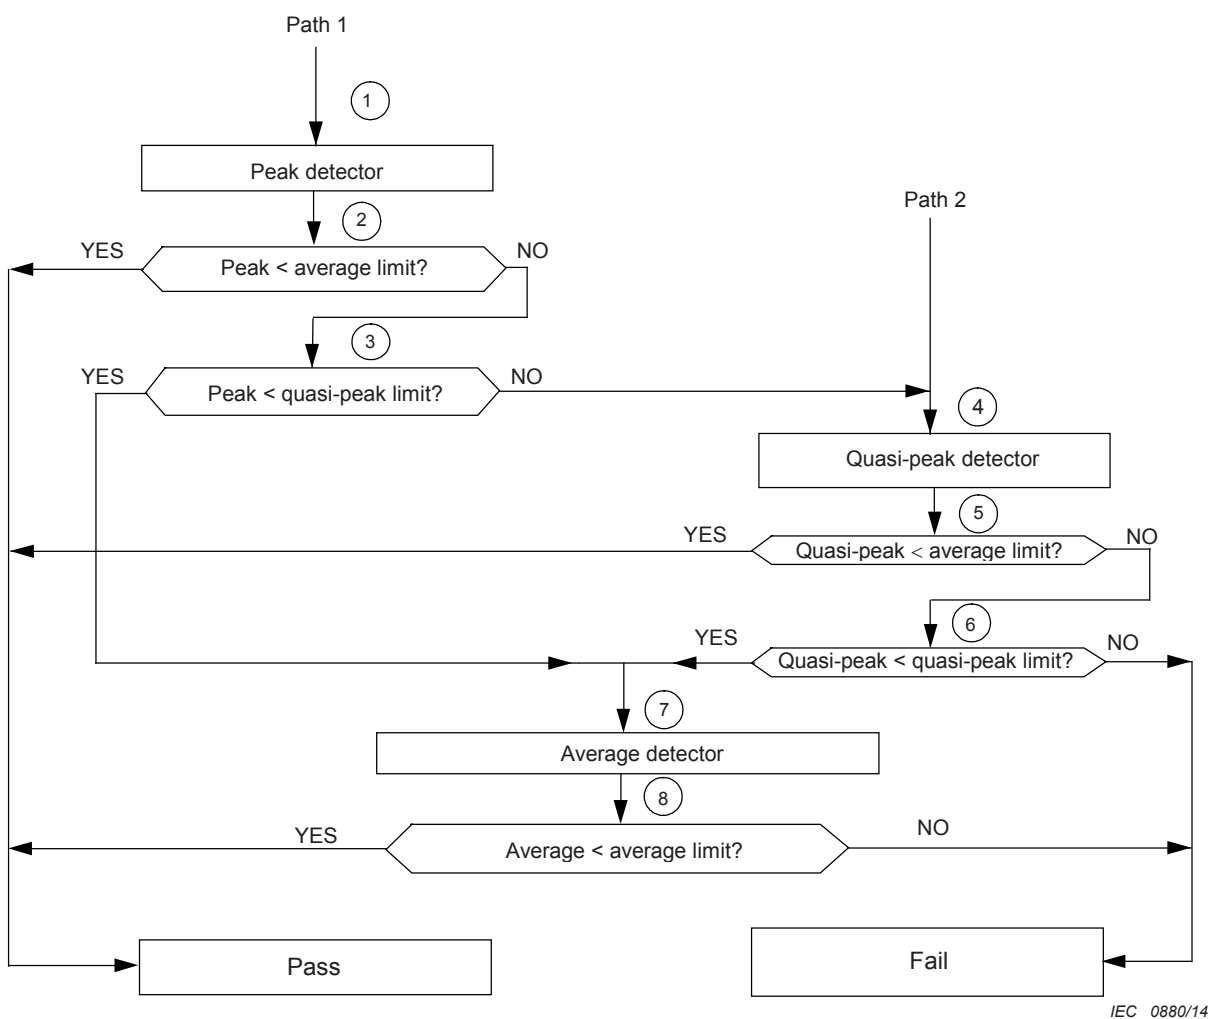 Path 1
1
Peak detector
2
Path 2
YES
NO
Peak < average limit?
3
YES
NO
Peak < quasi-peak limit?
4
Quasi-peak detector
5
YES
NO
Quasi-peak < average limit?
6
YES
NO
Quasi-peak < quasi-peak limit?
7
Average detector
8
YES
NO
Average < average limit?
Pass
Fail
IEC 0880/14